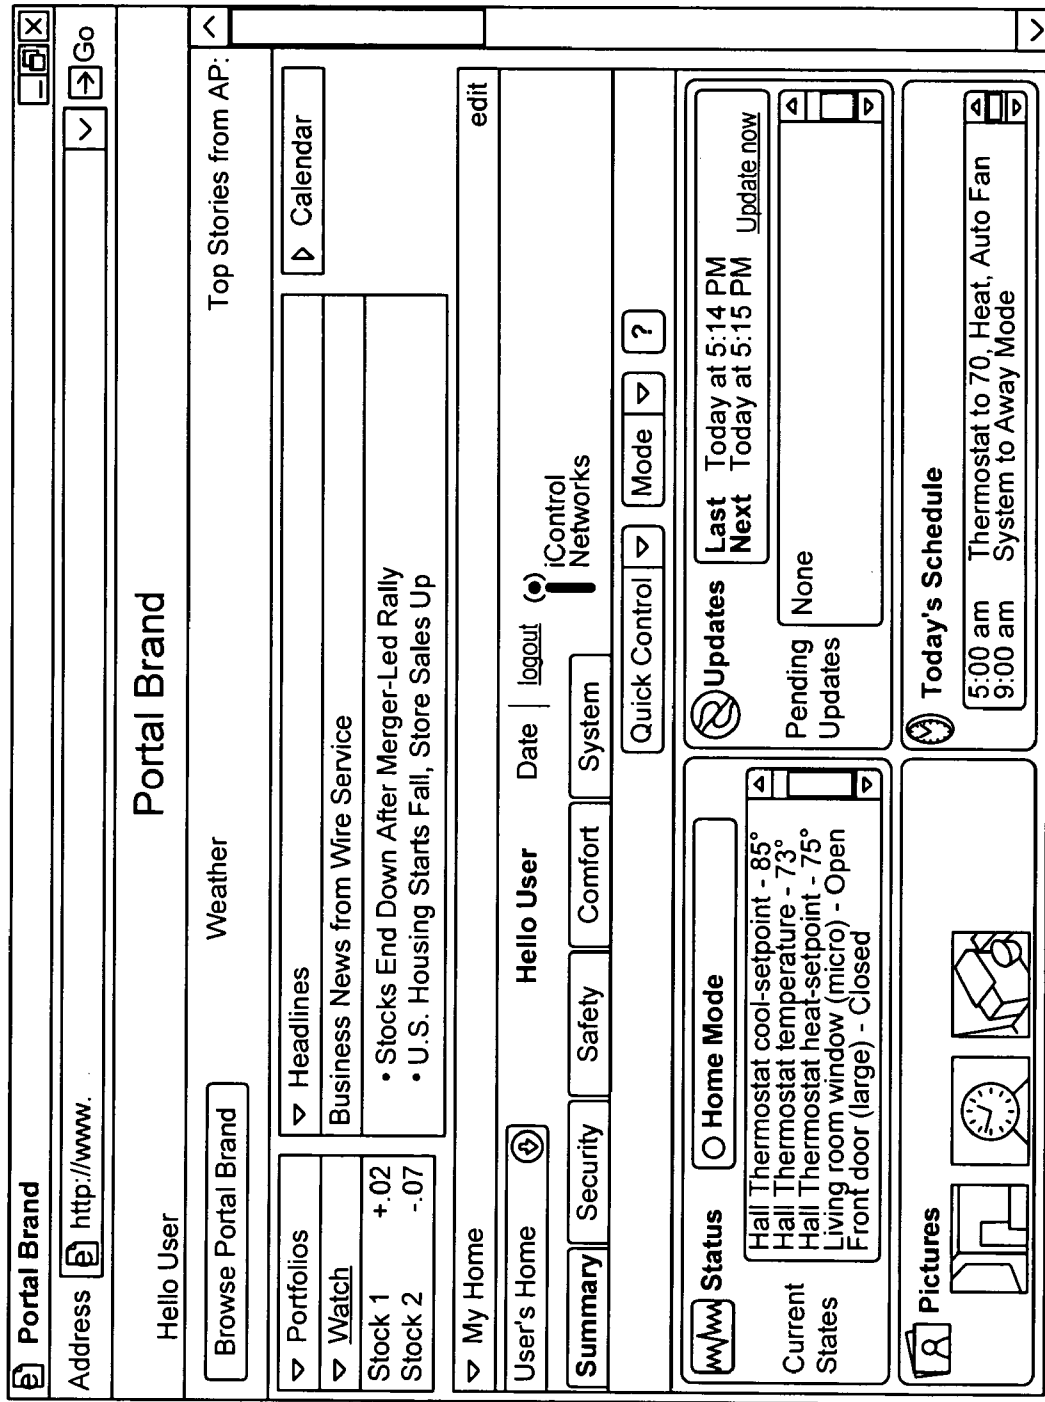 Portal Brand
Address http://www. Go
Portal Brand
Hello User
Browse Portal Brand Weather Top Stories from AP:
Portfolios
Watch
Stock 1 +.02
Stock 2 -.07
Headlines
Business News from Wire Service
• Stocks End Down After Merger-Led Rally
• U.S. Housing Starts Fall, Store Sales Up
Calendar
My Home edit
User's Home Hello User Date logout iControl
Networks
Summary Security Safety Comfort System
Quick Control Mode ?
Status Home Mode
Current
States
Hall Thermostat cool-setpoint - 85°
Hall Thermostat temperature - 73°
Hall Thermostat heat-setpoint - 75°
Living room window (micro) - Open
Front door (large) - Closed
Updates
Last Today at 5:14 PM
Next Today at 5:15 PM Update now
Pending
Updates
None
Pictures
Today's Schedule
5:00 am Thermostat to 70, Heat, Auto Fan
9:00 am System to Away Mode